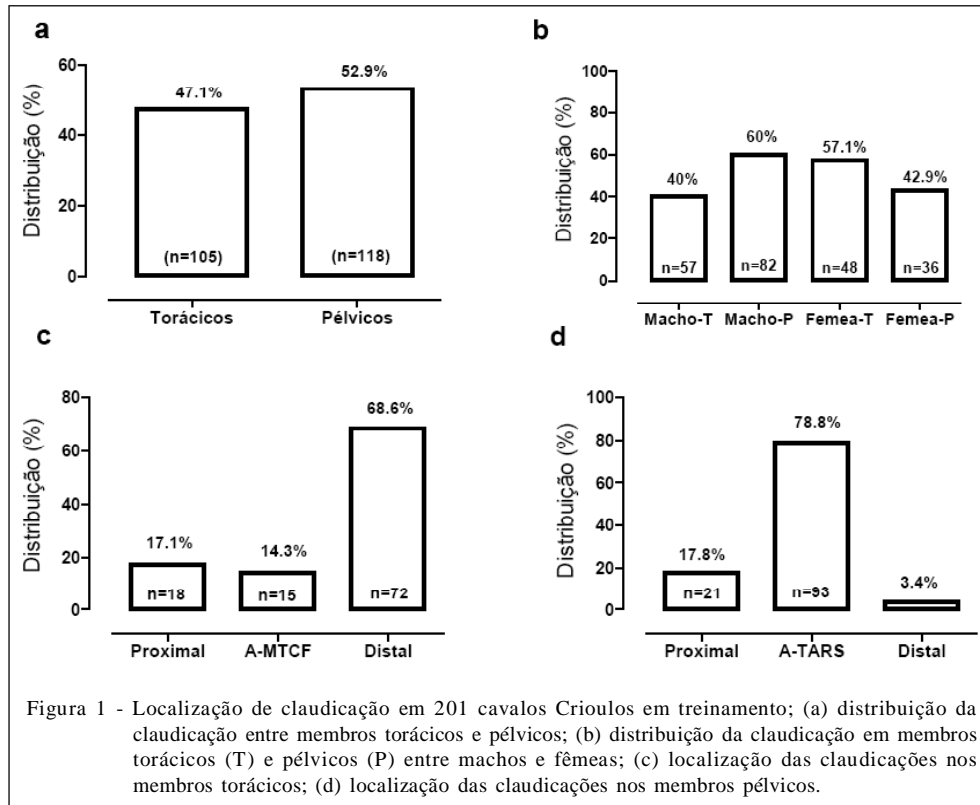 a
60
40
20
0
Distribuição (%)
47.1%
52.9%
(n=105)
(n=118)
Torácicos
Pélvicos
b
100
80
60
40
20
0
Distribuição (%)
40%
60%
57.1%
42.9%
n=57
n=82
n=48
n=36
Macho-T
Macho-P
Femea-T
Femea-P
c
80
60
40
20
0
Distribuição (%)
17.1%
14.3%
68.6%
n=18
n=15
n=72
Proximal
A-MTCF
Distal
d
100
80
60
40
20
0
Distribuição (%)
17.8%
78.8%
3.4%
n=21
n=93
Proximal
A-TARS
Distal
Figura 1 - Localização de claudicação em 201 cavalos Crioulos em treinamento; (a) distribuição da
claudicação entre membros torácicos e pélvicos; (b) distribuição da claudicação em membros
torácicos (T) e pélvicos (P) entre machos e fêmeas; (c) localização das claudicações nos
membros torácicos; (d) localização das claudicações nos membros pélvicos.